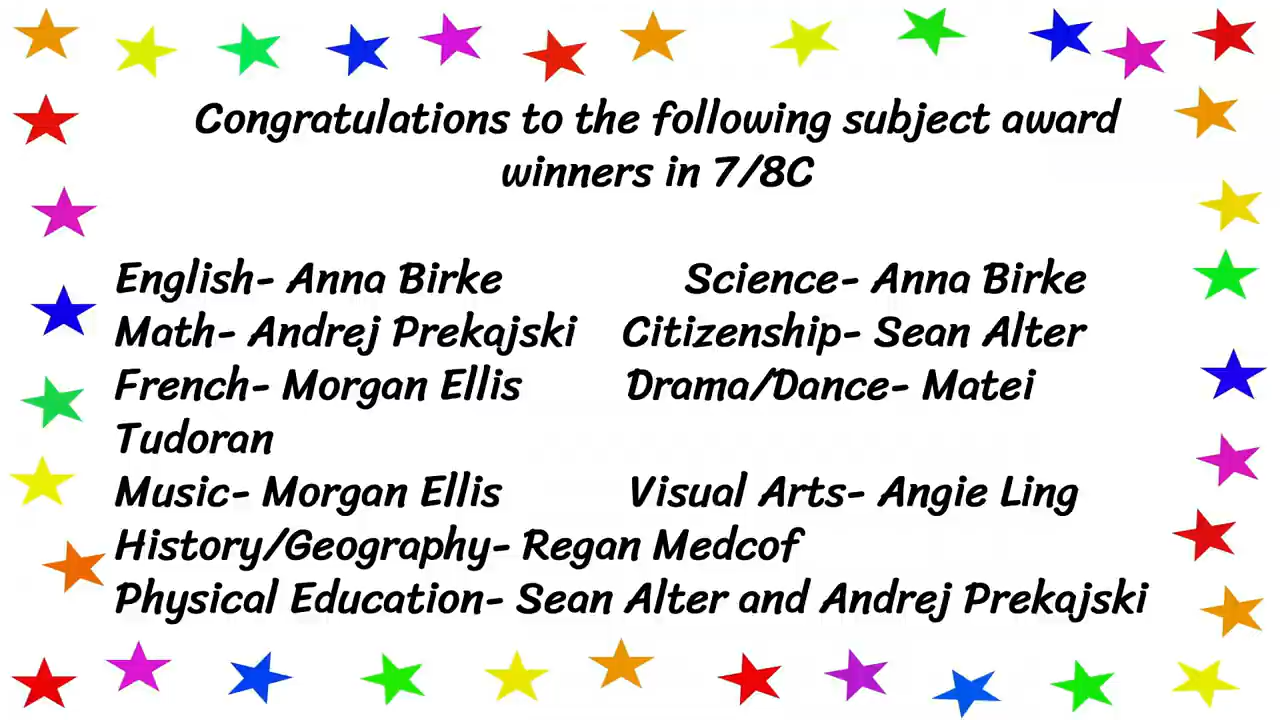 Congratulations to the following subject award
winners in 7/8C
English- Anna Birke Science- Anna Birke
Math- Andrej Prekajski Citizenship- Sean Alter
French- Morgan Ellis Drama/Dance- Matei
Tudoran
Music- Morgan Ellis Visual Arts- Angie Ling
History/Geography- Regan Medcof
Physical Education- Sean Alter and Andrej Prekajski